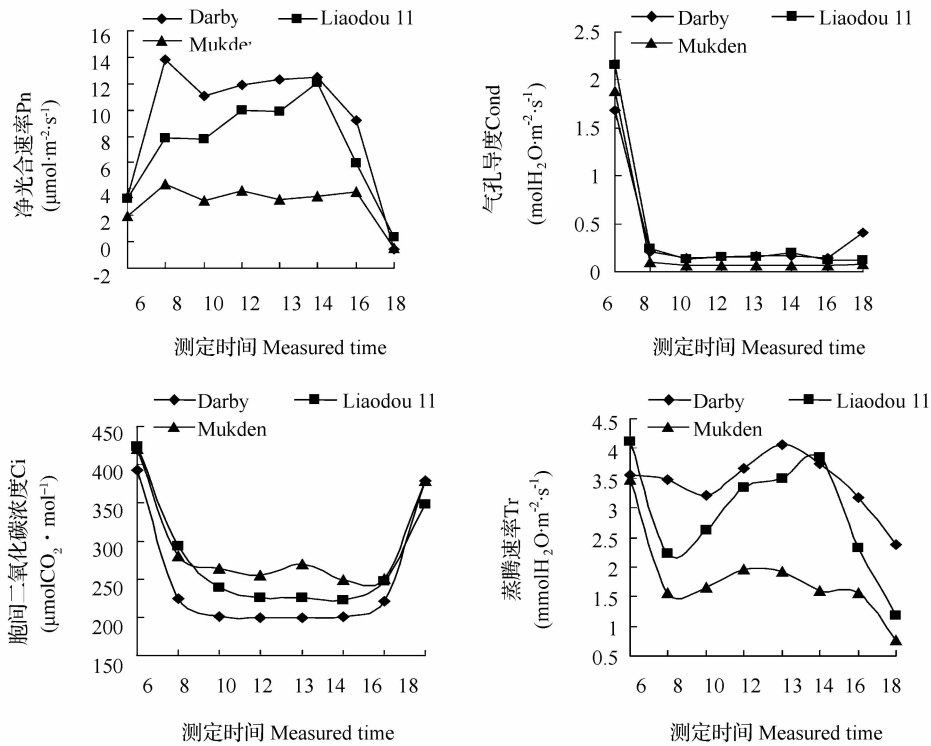 Darby
Liaodou 11
Mukden
16
14
12
10
8
6
4
2
0
-2
净光合速率Pn
(μmol·m⁻²·s⁻¹)
6 8 10 12 13 14 16 18
测定时间 Measured time
Darby
Liaodou 11
Mukden
2.5
2
1.5
1
0.5
0
气孔导度Cond
(molH₂O·m⁻²·s⁻¹)
6 8 10 12 13 14 16 18
测定时间 Measured time
Darby
Liaodou 11
Mukden
450
400
350
300
250
200
150
胞间二氧化碳浓度Ci
(μmolCO₂·mol⁻¹)
6 8 10 12 13 14 16 18
测定时间 Measured time
Darby
Liaodou 11
Mukden
4.5
4
3.5
3
2.5
2
1.5
1
0.5
蒸腾速率Tr
(mmolH₂O·m⁻²·s⁻¹)
6 8 10 12 13 14 16 18
测定时间 Measured time